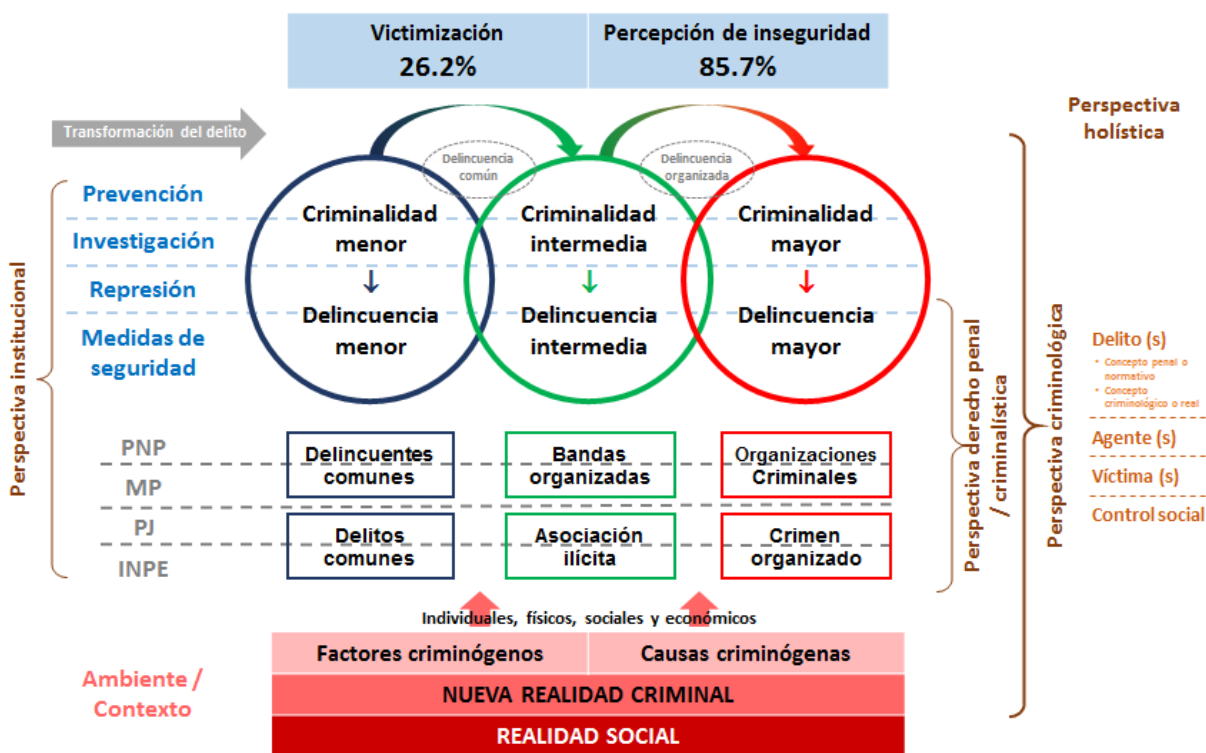 Victimización
26.2%
Percepción de inseguridad
85.7%
Transformación del delito
Perspectiva
holística
Delincuencia
común
Delincuencia
organizada
Perspectiva institucional
Prevención
Investigación
Represión
Medidas de
seguridad
Criminalidad
menor
Delincuencia
menor
Criminalidad
intermedia
Delincuencia
intermedia
Criminalidad
mayor
Delincuencia
mayor
PNP
MP
PJ
INPE
Delincuentes
comunes
Bandas
organizadas
Organizaciones
Criminales
Delitos
comunes
Asociación
ilícita
Crimen
organizado
Perspectiva derecho penal
/ criminalística
Perspectiva criminológica
Delito (s)
• Concepto penal o
normativo
• Concepto
criminológico o real
Agente (s)
Víctima (s)
Control social
Individuales, físicos, sociales y económicos
Factores criminógenos
Causas criminógenas
Ambiente /
Contexto
NUEVA REALIDAD CRIMINAL
REALIDAD SOCIAL